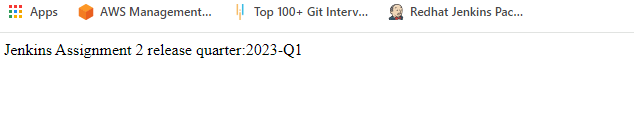 Apps AWS Management... Top 100+ Git Interv... Redhat Jenkins Pac...
Jenkins Assignment 2 release quarter:2023-Q1